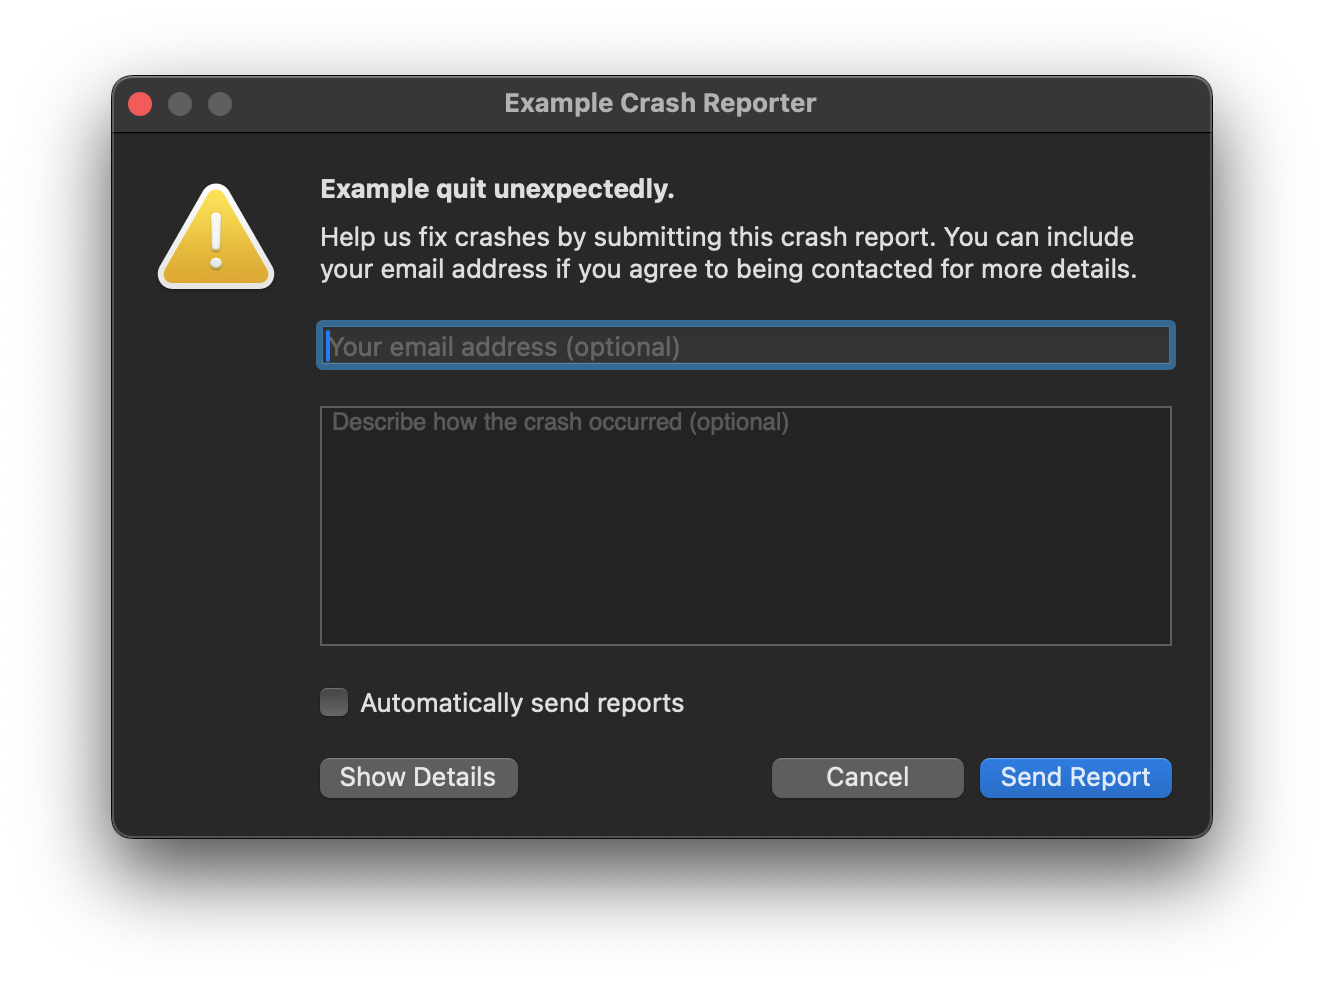 Example Crash Reporter
Example quit unexpectedly.
Help us fix crashes by submitting this crash report. You can include
your email address if you agree to being contacted for more details.
Your email address (optional)
Describe how the crash occurred (optional)
Automatically send reports
Show Details
Cancel
Send Report